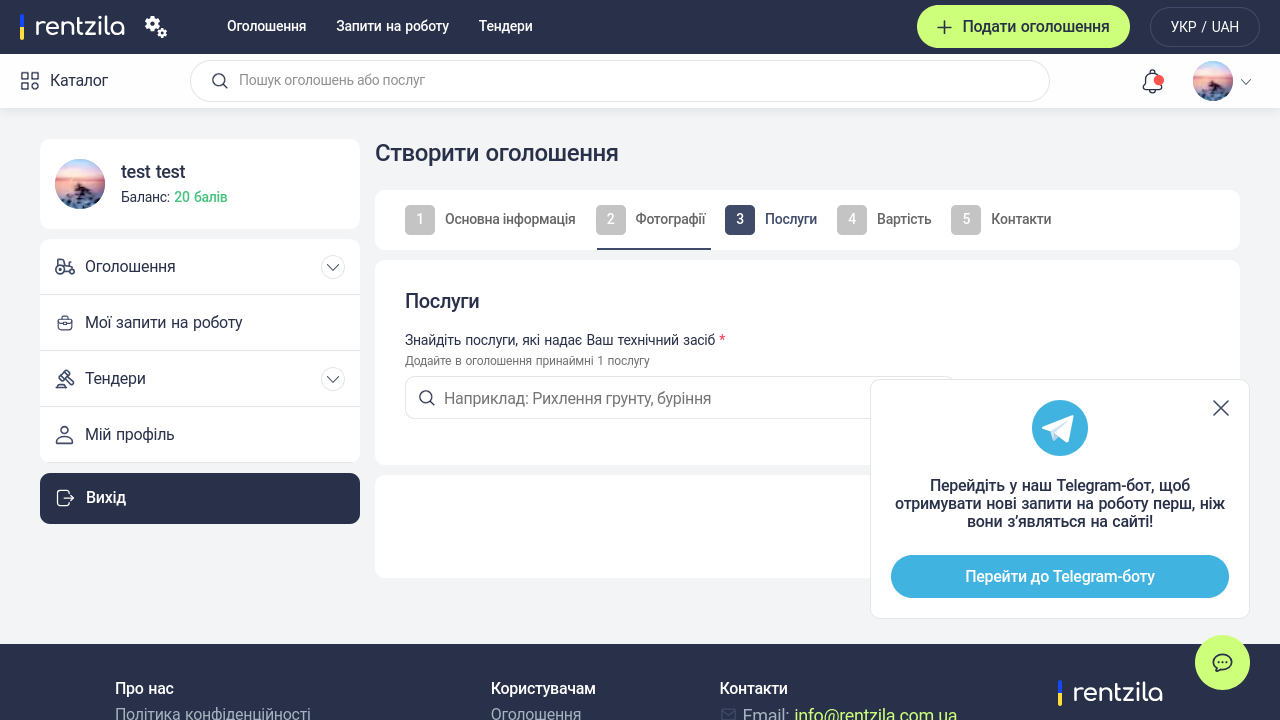 rentzila
Оголошення
Запити на роботу
Тендери
Подати оголошення
УКР / UAH
Каталог
Пошук оголошень або послуг
test test
Баланс: 20 балів
Оголошення
Мої запити на роботу
Тендери
Мій профіль
Вихід
Створити оголошення
1 Основна інформація
2 Фотографії
3 Послуги
4 Вартість
5 Контакти
Послуги
Знайдіть послуги, які надає Ваш технічний засіб *
Додайте в оголошення принаймні 1 послугу
Наприклад: Рихлення грунту, буріння
Перейдіть у наш Telegram-бот, щоб
отримувати нові запити на роботу перш, ніж
вони з’являться на сайті!
Перейти до Telegram-боту
Про нас
Політика конфіденційності
Користувачам
Оголошення
Контакти
Email: info@rentzila.com.ua
rentzila